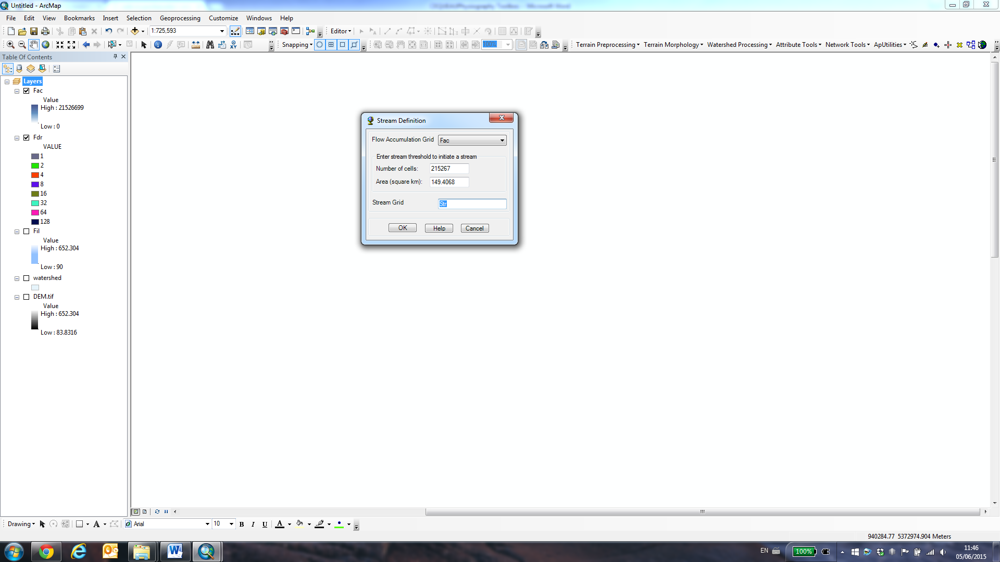 Untitled - ArcMap
File Edit View Bookmarks Insert Selection Geoprocessing Customize Windows Help
1:725,593
Editor
Snapping
100%
Terrain Preprocessing Terrain Morphology Watershed Processing Attribute Tools Network Tools ApUtilities
Table Of Contents
Layers
Fac
Value
High : 21526699
Low : 0
Fdr
VALUE
1
2
4
8
16
32
64
128
Fil
Value
High : 652.304
Low : 90
watershed
DEM.tif
Value
High : 652.304
Low : 83.8316
Stream Definition
Flow Accumulation Grid Fac
Enter stream threshold to initiate a stream
Number of cells: 215267
Area (square km): 149.4068
Stream Grid Str
OK Help Cancel
Drawing A Arial 10 B I U A
940284.77 5372974.904 Meters
EN 100% 11:46
05/06/2015